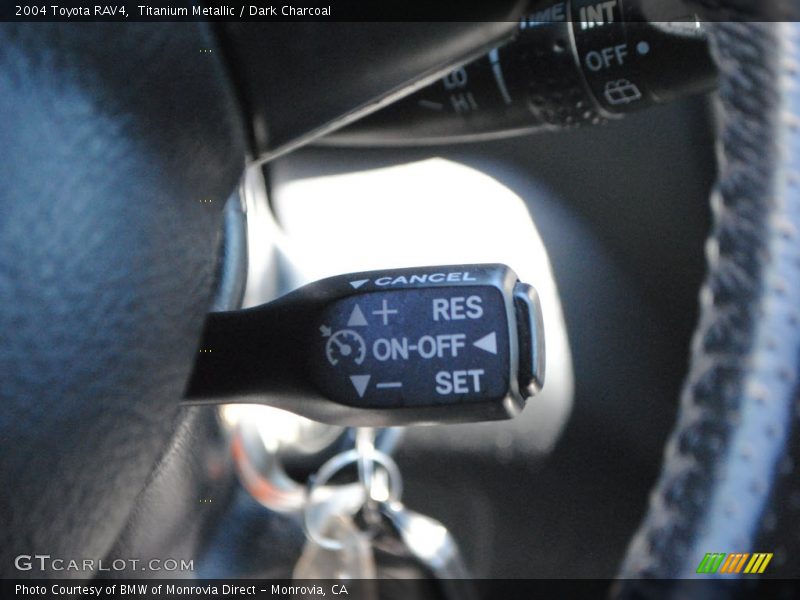 2004 Toyota RAV4,  Titanium Metallic / Dark Charcoal
TIME INT
OFF
HI
CANCEL
+ RES
ON-OFF
− SET
GTCARLOT.COM
Photo Courtesy of BMW of Monrovia Direct - Monrovia, CA